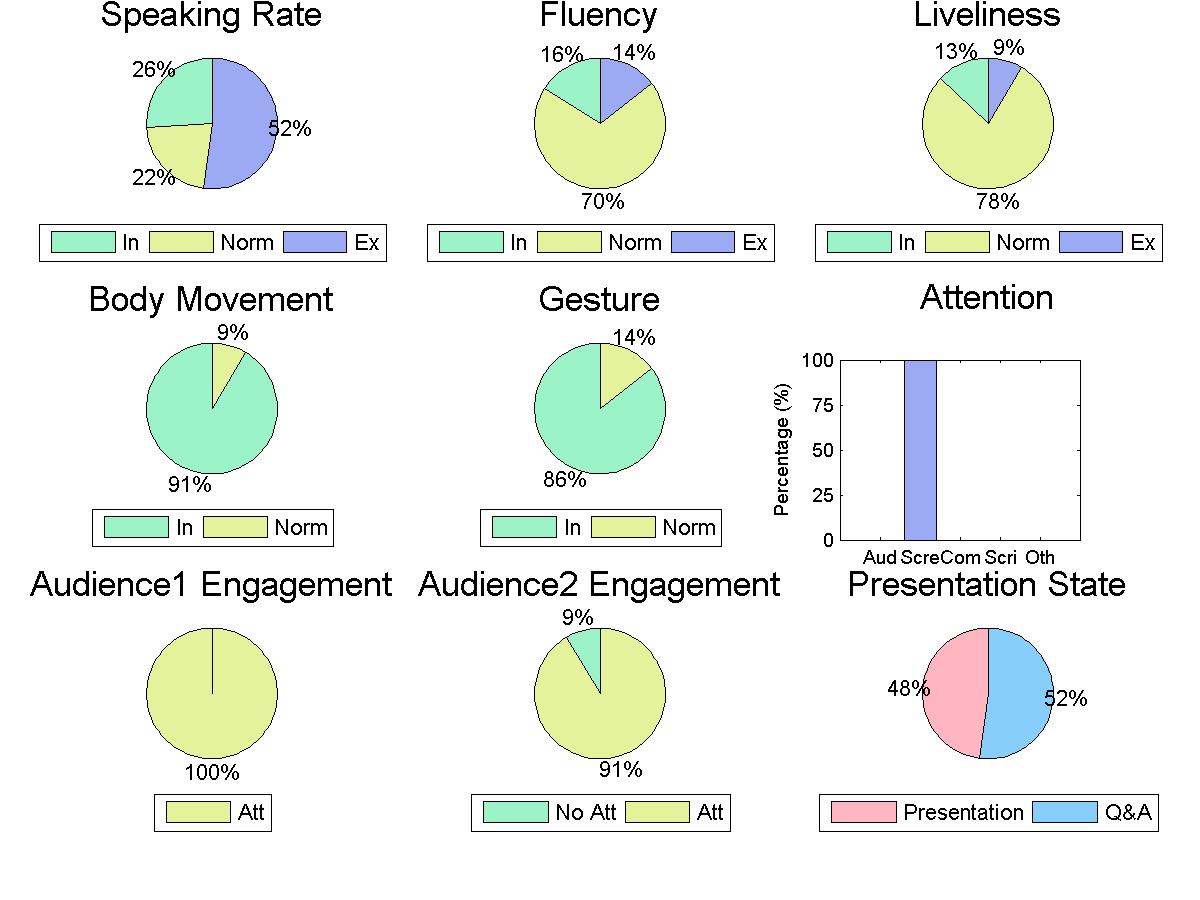 Speaking Rate
26%
52%
22%
In Norm Ex
Fluency
16% 14%
70%
In Norm Ex
Liveliness
13% 9%
78%
In Norm Ex
Body Movement
9%
91%
In Norm
Gesture
14%
86%
In Norm
Attention
Percentage (%)
100
75
50
25
0
Aud Scre Com Scri Oth
Audience1 Engagement
100%
Att
Audience2 Engagement
9%
91%
No Att Att
Presentation State
48%
52%
Presentation Q&A